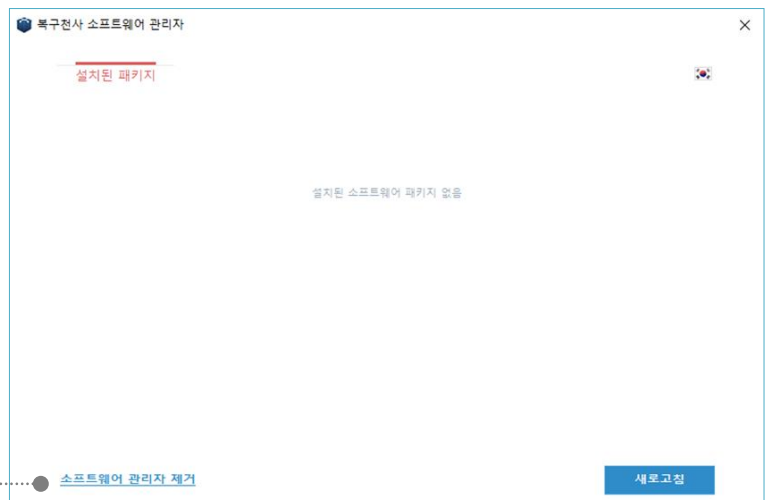 복구천사 소프트웨어 관리자
설치된 패키지
설치된 소프트웨어 패키지 없음
소프트웨어 관리자 제거
새로고침